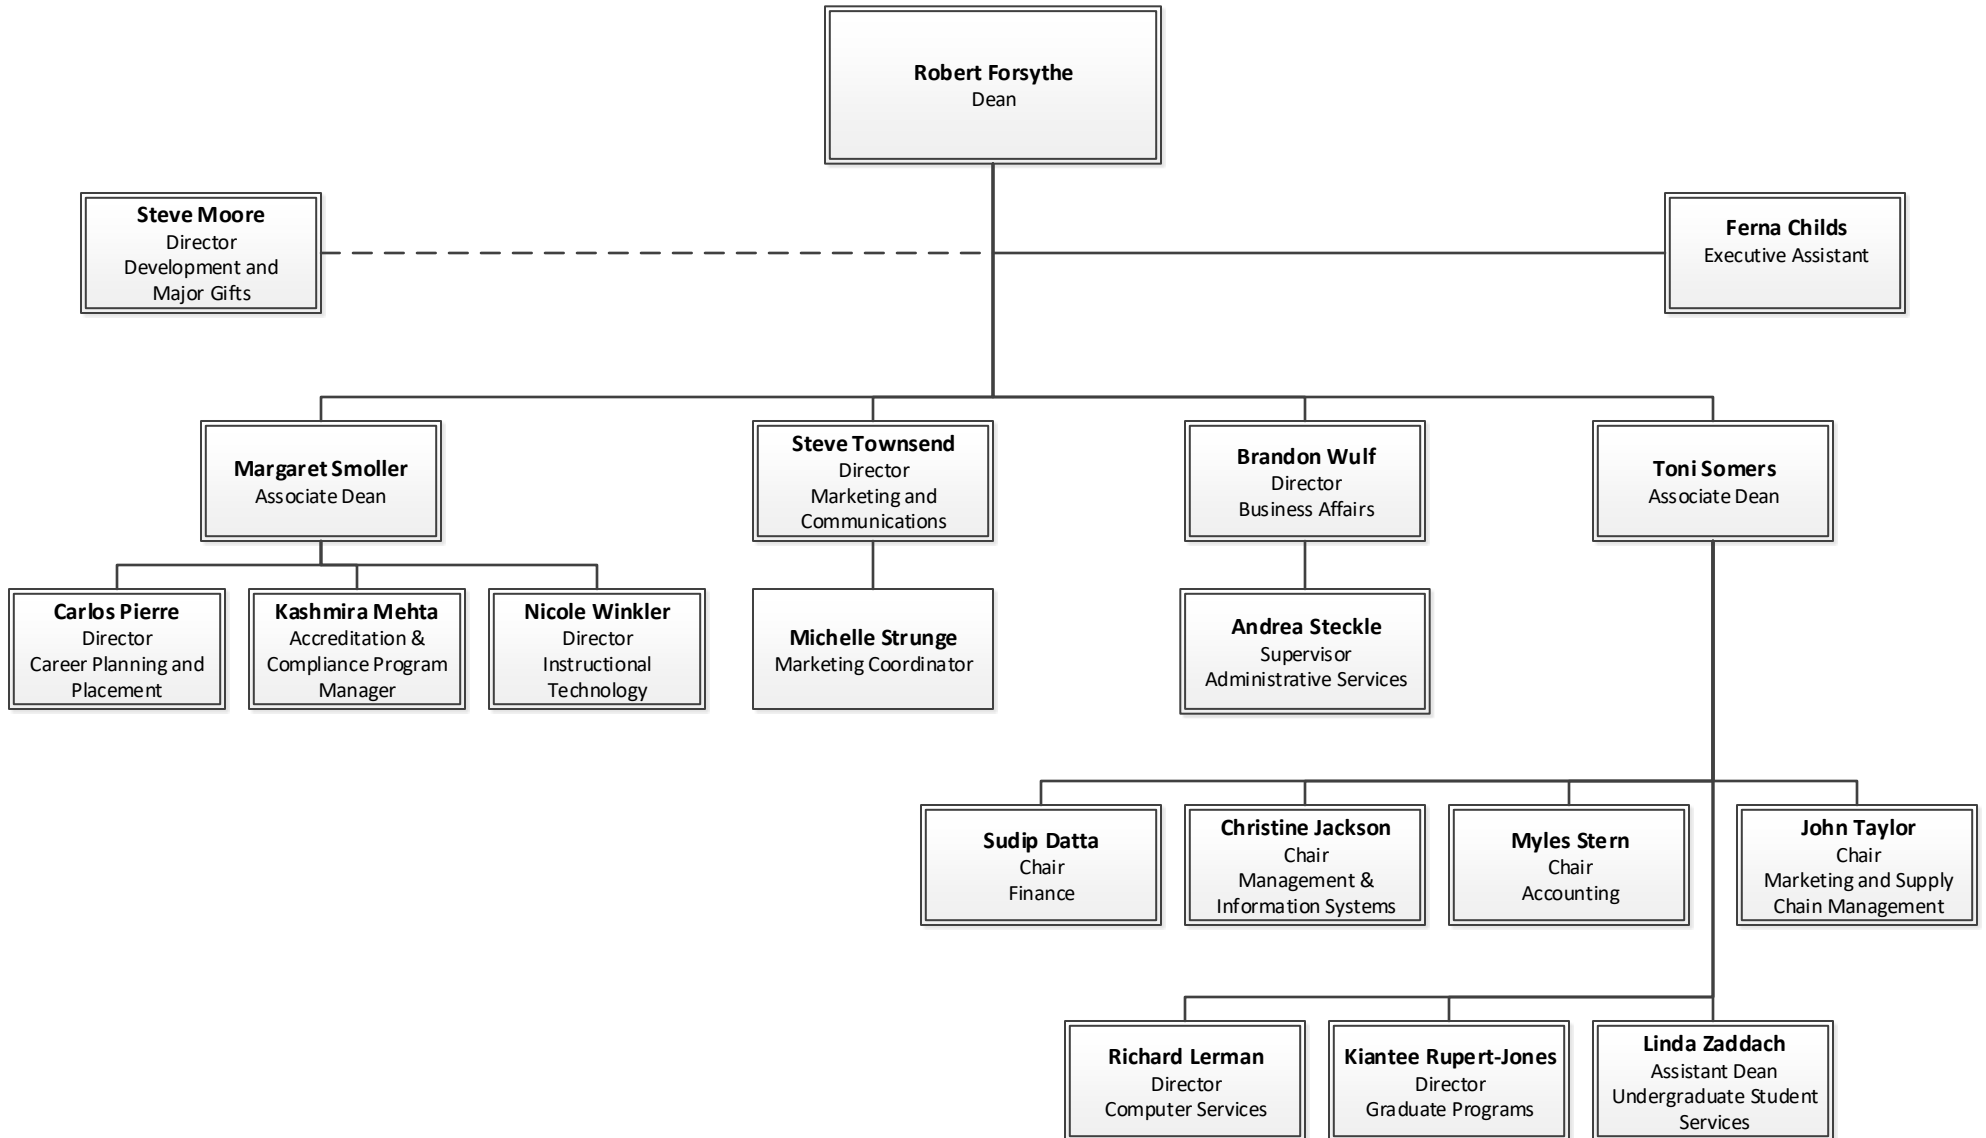 Robert Forsythe
Dean
Steve Moore
Director
Development and
Major Gifts
Ferna Childs
Executive Assistant
Margaret Smoller
Associate Dean
Steve Townsend
Director
Marketing and
Communications
Brandon Wulf
Director
Business Affairs
Toni Somers
Associate Dean
Carlos Pierre
Director
Career Planning and
Placement
Kashmira Mehta
Accreditation &
Compliance Program
Manager
Nicole Winkler
Director
Instructional
Technology
Michelle Strunge
Marketing Coordinator
Andrea Steckle
Supervisor
Administrative Services
Sudip Datta
Chair
Finance
Christine Jackson
Chair
Management &
Information Systems
Myles Stern
Chair
Accounting
John Taylor
Chair
Marketing and Supply
Chain Management
Richard Lerman
Director
Computer Services
Kiantee Rupert-Jones
Director
Graduate Programs
Linda Zaddach
Assistant Dean
Undergraduate Student
Services